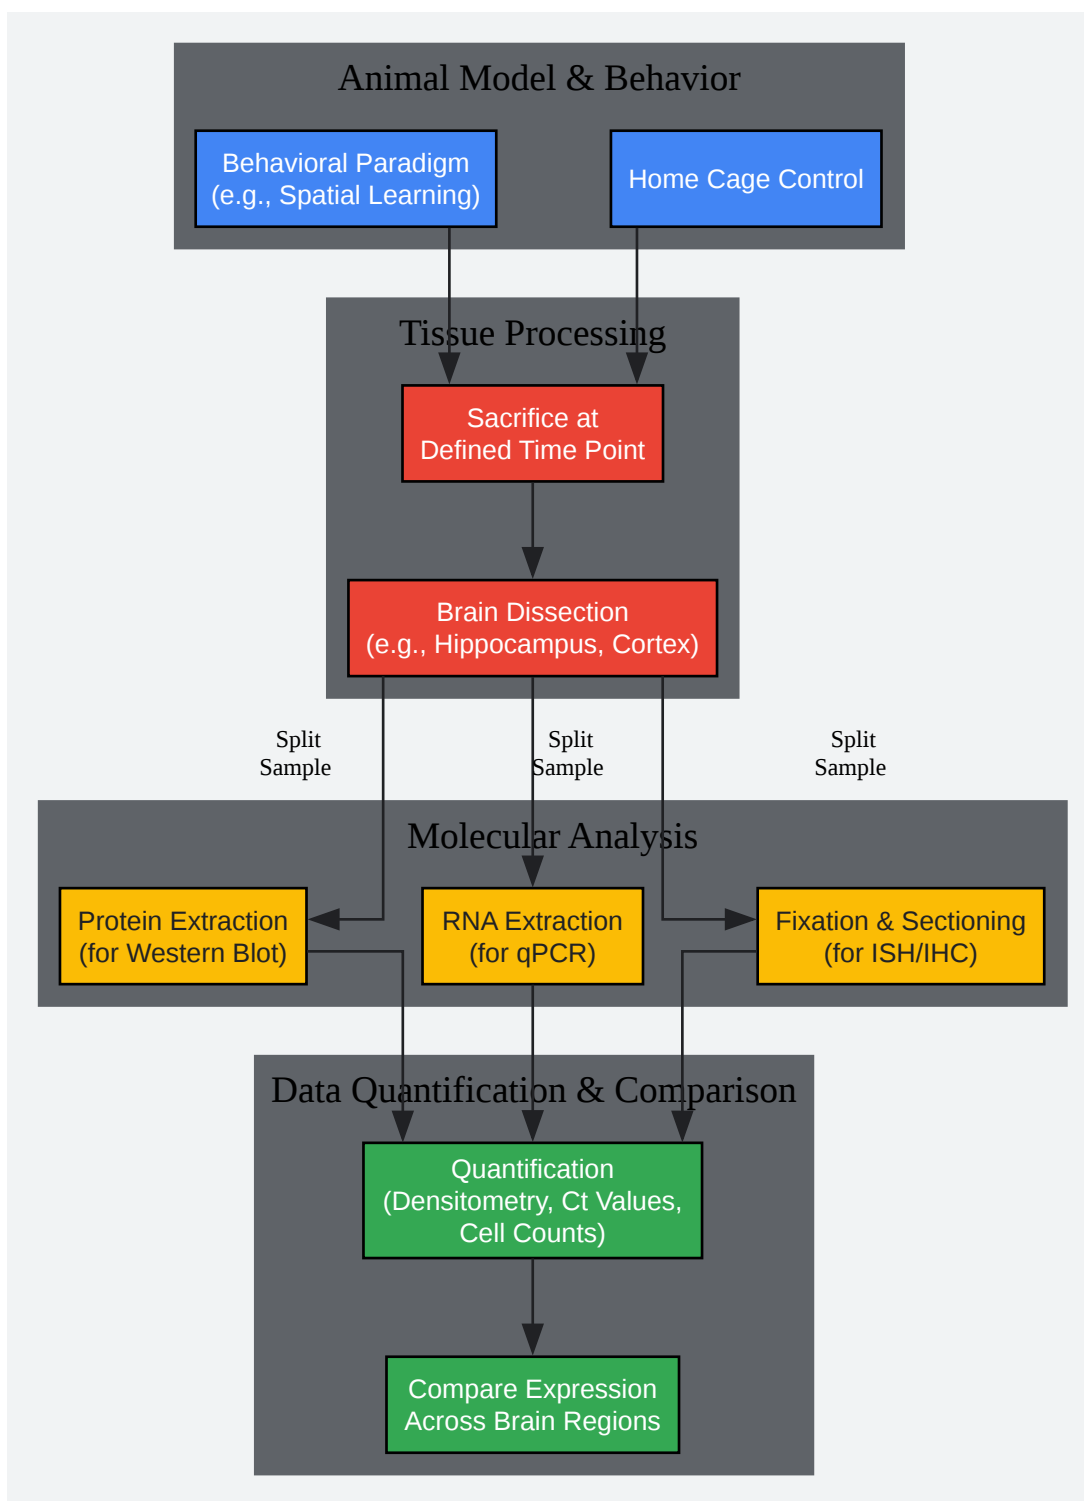 Animal Model & Behavior
Behavioral Paradigm
(e.g., Spatial Learning)
Home Cage Control
Tissue Processing
Sacrifice at
Defined Time Point
Brain Dissection
(e.g., Hippocampus, Cortex)
Split
Sample
Split
Sample
Split
Sample
Molecular Analysis
Protein Extraction
(for Western Blot)
RNA Extraction
(for qPCR)
Fixation & Sectioning
(for ISH/IHC)
Data Quantification & Comparison
Quantification
(Densitometry, Ct Values,
Cell Counts)
Compare Expression
Across Brain Regions